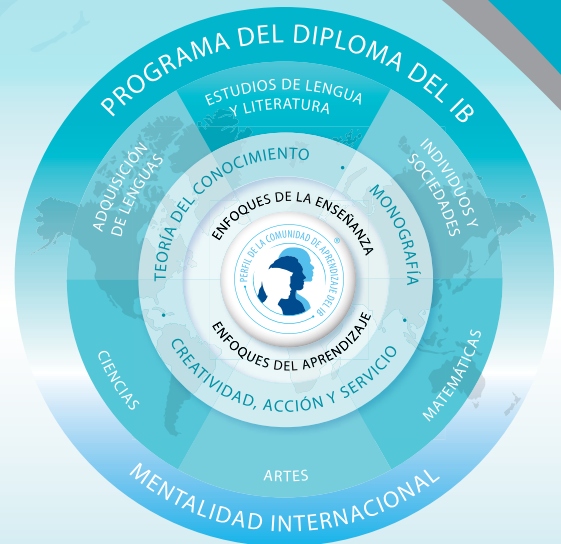 PROGRAMA DEL DIPLOMA DEL IB
ESTUDIOS DE LENGUA
Y LITERATURA
ADQUISICIÓN
DE LENGUAS
INDIVIDUOS Y
SOCIEDADES
TEORÍA DEL CONOCIMIENTO
MONOGRAFÍA
ENFOQUES DE LA ENSEÑANZA
PERFIL DE LA COMUNIDAD DE APRENDIZAJE DEL IB
®
ENFOQUES DEL APRENDIZAJE
CREATIVIDAD, ACCIÓN Y SERVICIO
CIENCIAS
MATEMÁTICAS
ARTES
MENTALIDAD INTERNACIONAL